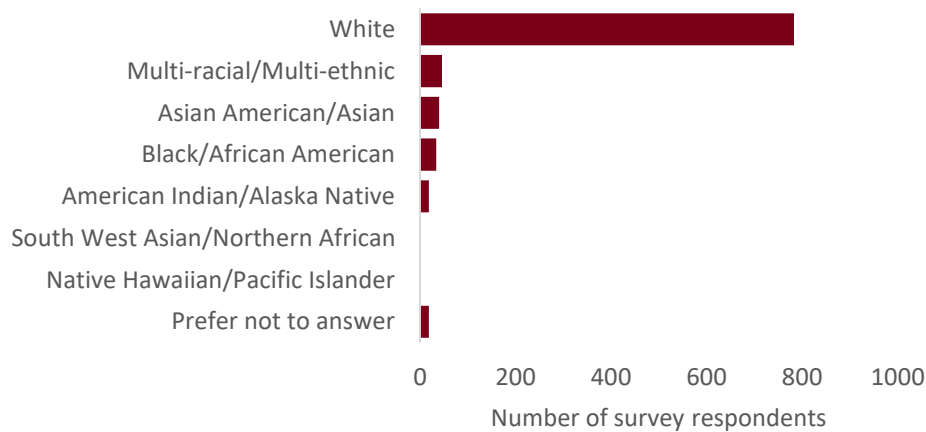 White
Multi-racial/Multi-ethnic
Asian American/Asian
Black/African American
American Indian/Alaska Native
South West Asian/Northern African
Native Hawaiian/Pacific Islander
Prefer not to answer
0 200 400 600 800 1000
Number of survey respondents